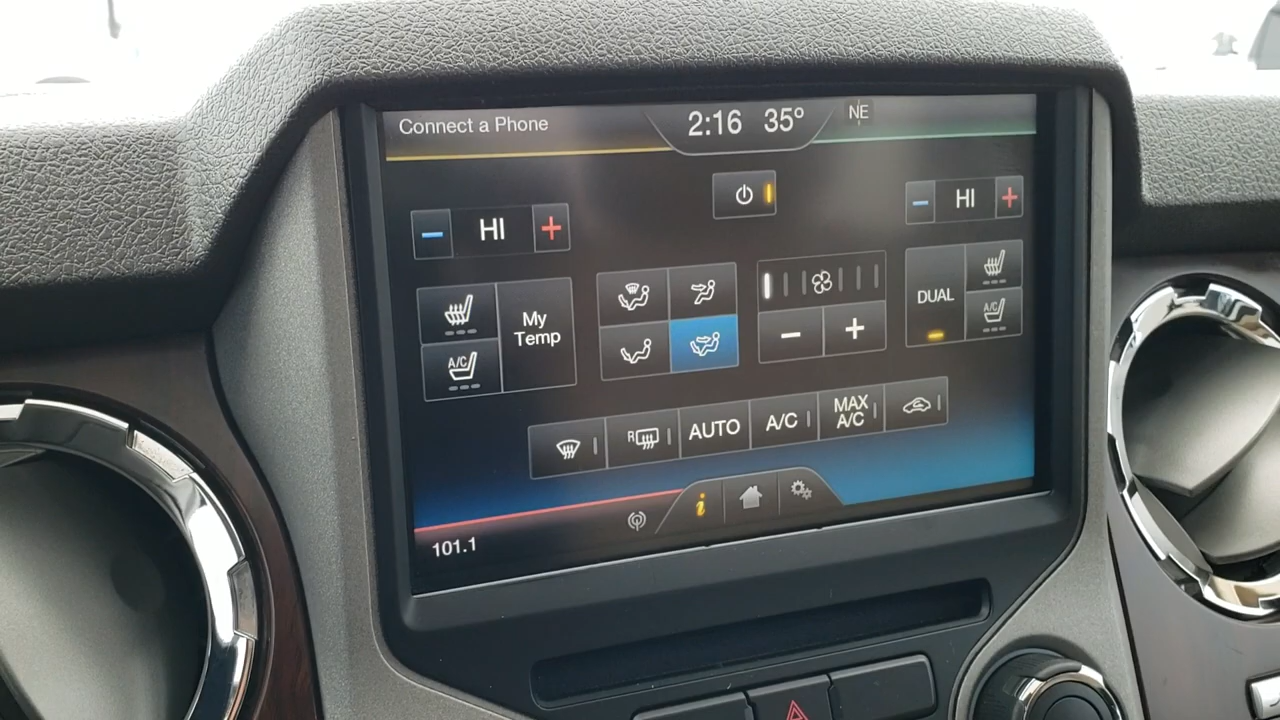 Connect a Phone
2:16 35° NE
HI
HI
My
Temp
A/C
DUAL
A/C
R
AUTO
A/C
MAX
A/C
i
101.1